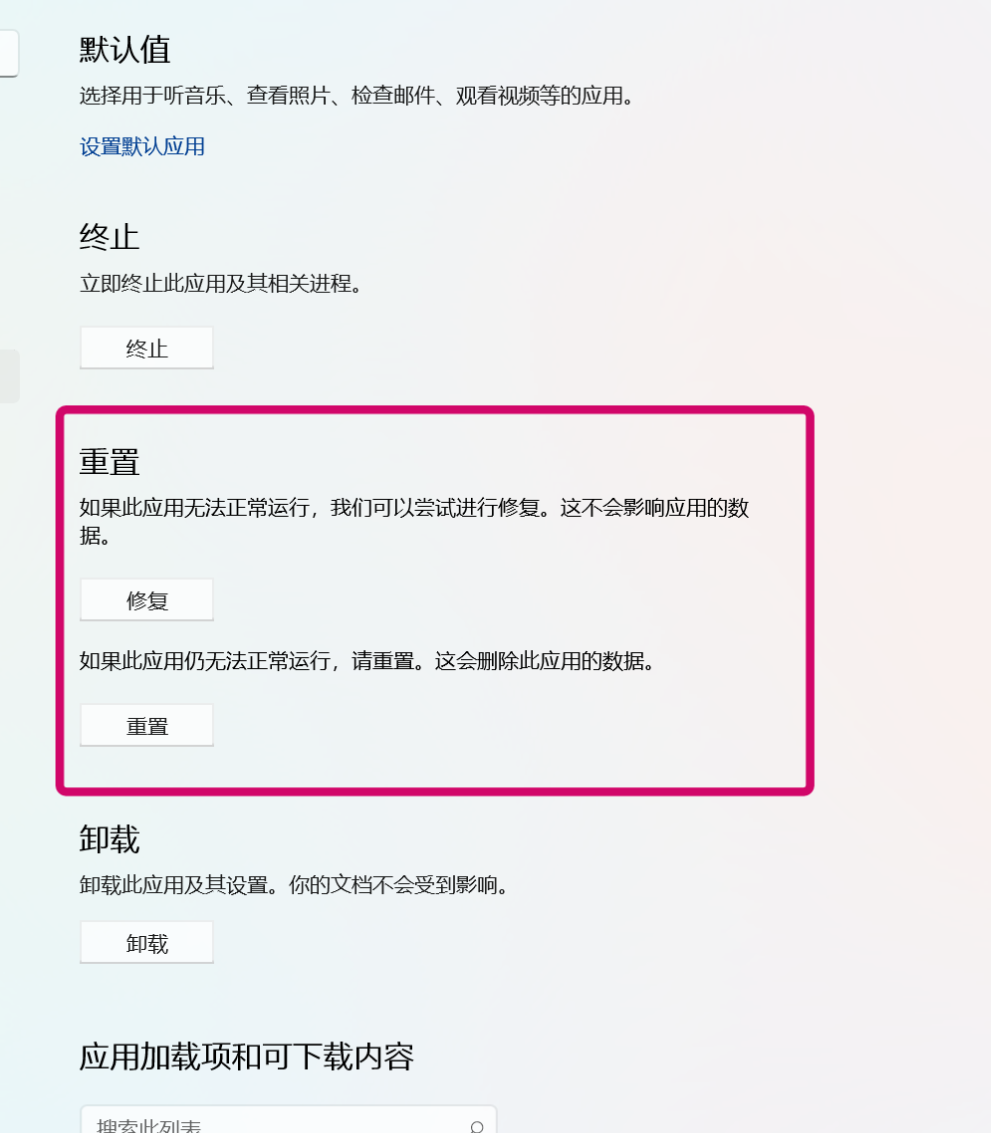 默认值
选择用于听音乐、查看照片、检查邮件、观看视频等的应用。
设置默认应用
终止
立即终止此应用及其相关进程。
终止
重置
如果此应用无法正常运行，我们可以尝试进行修复。这不会影响应用的数
据。
修复
如果此应用仍无法正常运行，请重置。这会删除此应用的数据。
重置
卸载
卸载此应用及其设置。你的文档不会受到影响。
卸载
应用加载项和可下载内容
搜索此列表